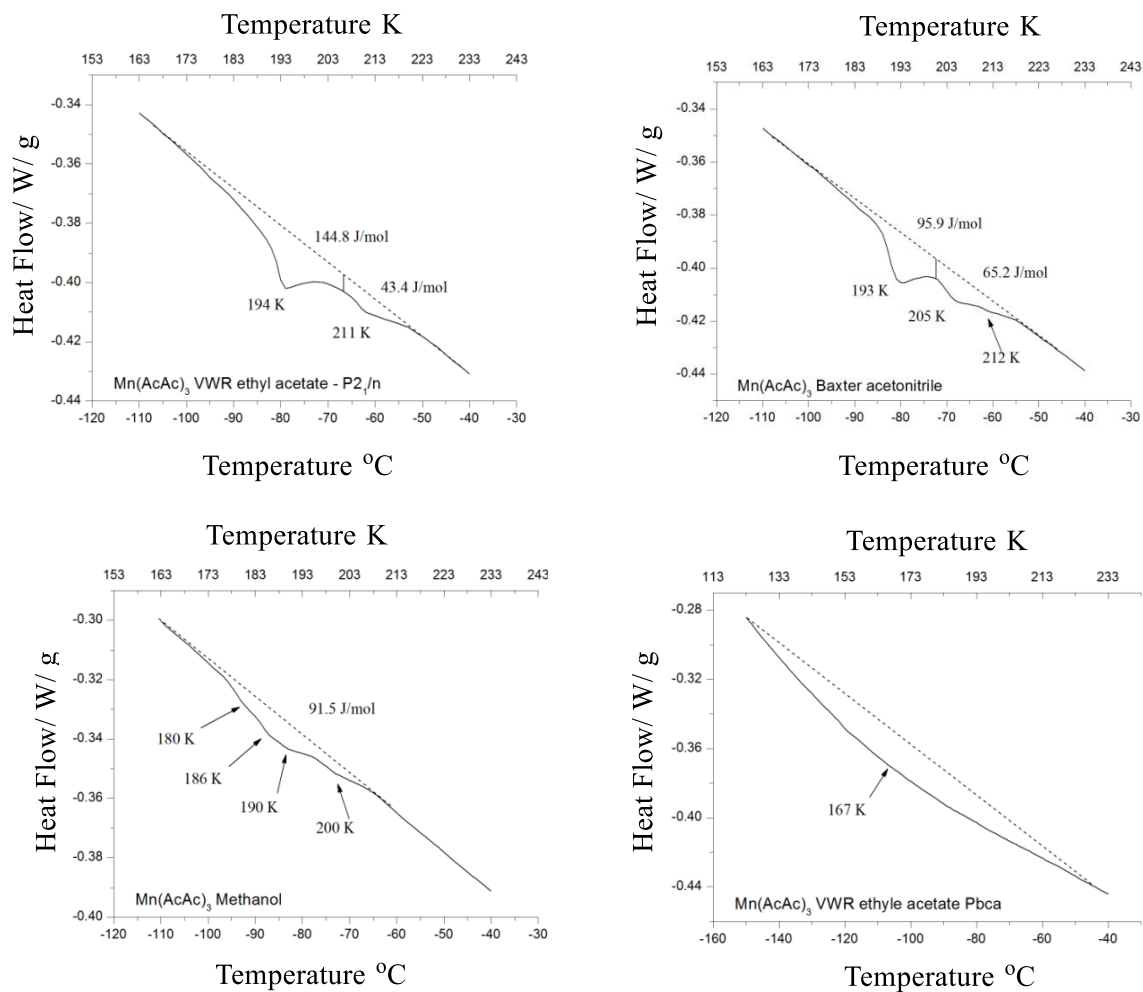 Temperature K
153 163 173 183 193 203 213 223 233 243
-0.34
-0.36
-0.38
-0.40
-0.42
-0.44
Heat Flow/ W/ g
144.8 J/mol
43.4 J/mol
194 K
211 K
Mn(AcAc)3 VWR ethyl acetate - P21/n
-120 -110 -100 -90 -80 -70 -60 -50 -40 -30
Temperature °C
Temperature K
153 163 173 183 193 203 213 223 233 243
-0.34
-0.36
-0.38
-0.40
-0.42
-0.44
Heat Flow/ W/ g
95.9 J/mol
65.2 J/mol
193 K
205 K
212 K
Mn(AcAc)3 Baxter acetonitrile
-120 -110 -100 -90 -80 -70 -60 -50 -40 -30
Temperature °C
Temperature K
153 163 173 183 193 203 213 223 233 243
-0.30
-0.32
-0.34
-0.36
-0.38
-0.40
Heat Flow/ W/ g
91.5 J/mol
180 K
186 K
190 K
200 K
Mn(AcAc)3 Methanol
-120 -110 -100 -90 -80 -70 -60 -50 -40 -30
Temperature °C
Temperature K
113 133 153 173 193 213 233
-0.28
-0.32
-0.36
-0.40
-0.44
Heat Flow/ W/ g
167 K
Mn(AcAc)3 VWR ethyle acetate Pbca
-160 -140 -120 -100 -80 -60 -40
Temperature °C